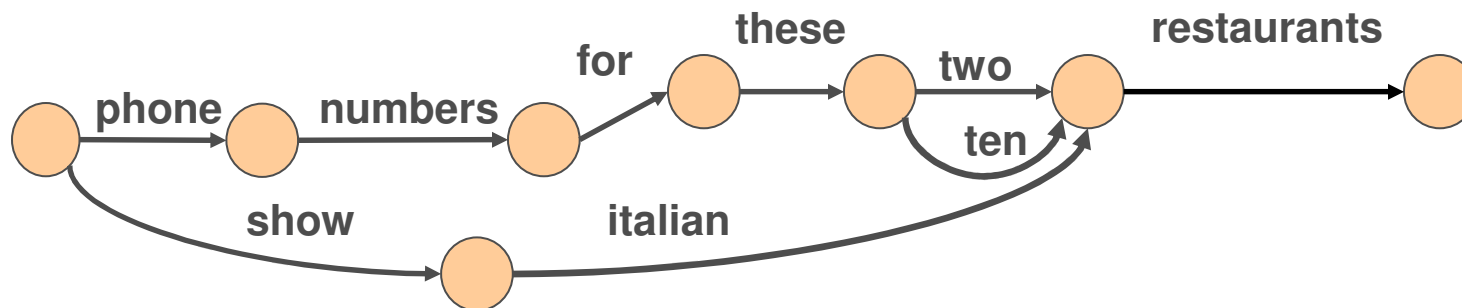 phone
numbers
for
these
two
restaurants
ten
show
italian